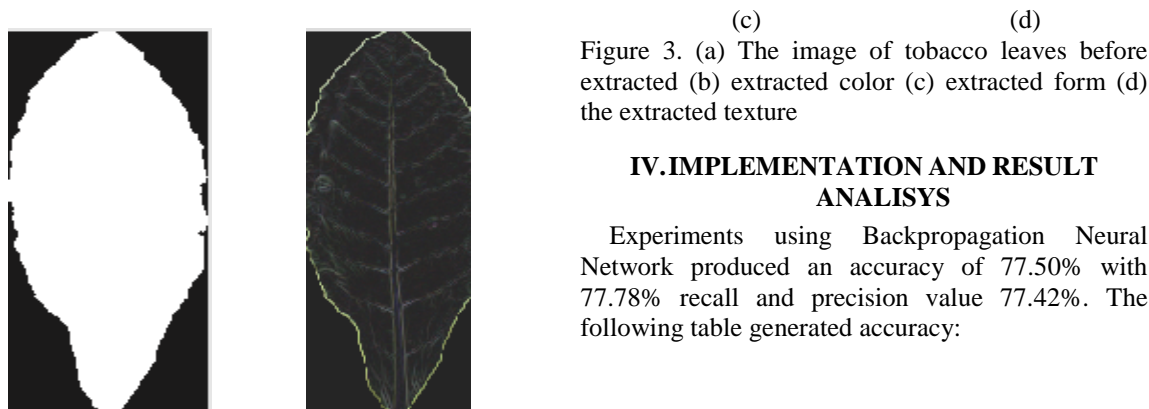 (c) (d)
Figure 3. (a) The image of tobacco leaves before
extracted (b) extracted color (c) extracted form (d)
the extracted texture
IV.IMPLEMENTATION AND RESULT
ANALISYS
Experiments using Backpropagation Neural
Network produced an accuracy of 77.50% with
77.78% recall and precision value 77.42%. The
following table generated accuracy: